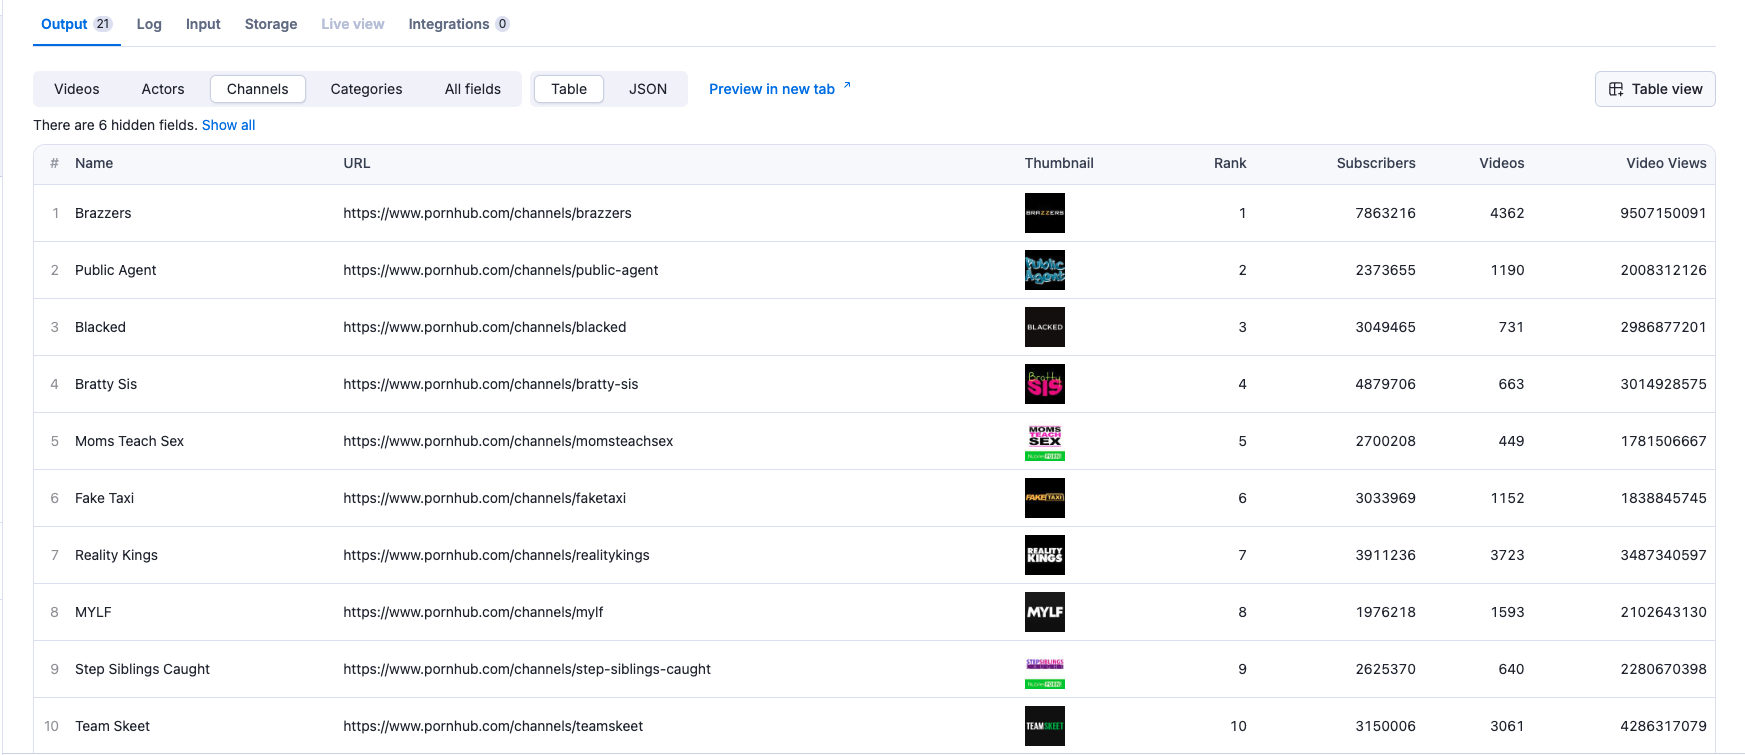 Output 21 Log Input Storage Live view Integrations 0
Videos Actors Channels Categories All fields Table JSON Preview in new tab ↗ Table view
There are 6 hidden fields. Show all
# Name URL Thumbnail Rank Subscribers Videos Video Views
1 Brazzers https://www.pornhub.com/channels/brazzers BRAZZERS 1 7863216 4362 9507150091
2 Public Agent https://www.pornhub.com/channels/public-agent Public Agent 2 2373655 1190 2008312126
3 Blacked https://www.pornhub.com/channels/blacked BLACKED 3 3049465 731 2986877201
4 Bratty Sis https://www.pornhub.com/channels/bratty-sis Bratty SIS 4 4879706 663 3014928575
5 Moms Teach Sex https://www.pornhub.com/channels/momsteachsex MOMS TEACH SEX 5 2700208 449 1781506667
6 Fake Taxi https://www.pornhub.com/channels/faketaxi FAKE TAXI 6 3033969 1152 1838845745
7 Reality Kings https://www.pornhub.com/channels/realitykings REALITY KINGS 7 3911236 3723 3487340597
8 MYLF https://www.pornhub.com/channels/mylf MYLF 8 1976218 1593 2102643130
9 Step Siblings Caught https://www.pornhub.com/channels/step-siblings-caught STEPSIBLINGS 9 2625370 640 2280670398
10 Team Skeet https://www.pornhub.com/channels/teamskeet TEAMSKEET 10 3150006 3061 4286317079